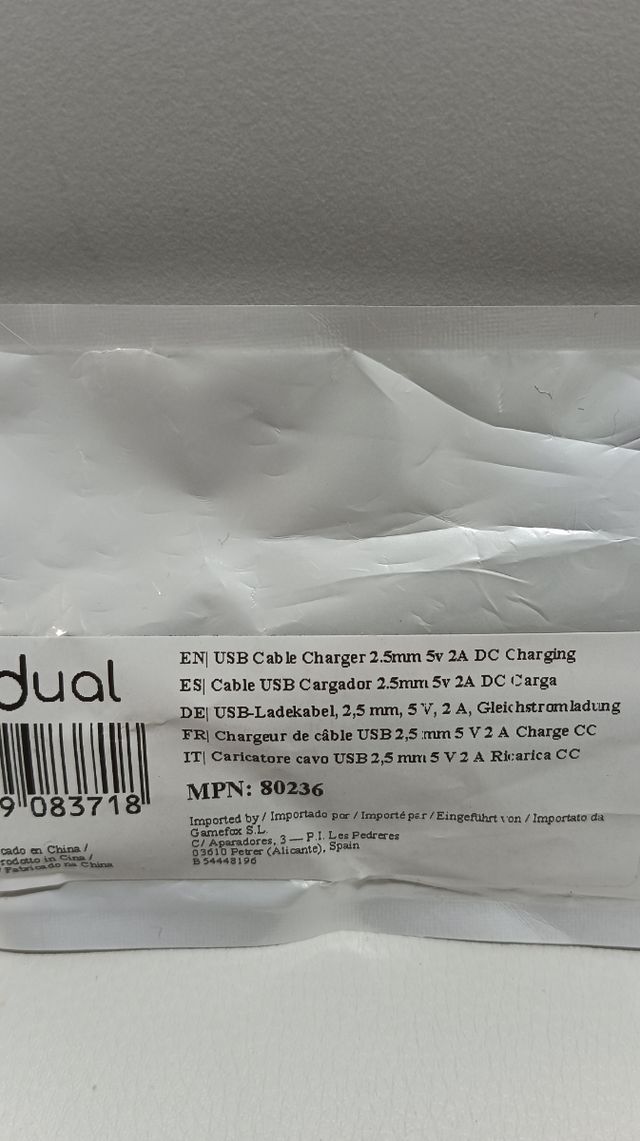 dual
9 083718
cado en China /
rodotto in Cina /
/ Fabricado na China
EN| USB Cable Charger 2.5mm 5v 2A DC Charging
ES| Cable USB Cargador 2.5mm 5v 2A DC Carga
DE| USB-Ladekabel, 2,5 mm, 5 V, 2 A, Gleichstromladung
FR| Chargeur de câble USB 2,5 mm 5 V 2 A Charge CC
IT| Caricatore cavo USB 2,5 mm 5 V 2 A Ricarica CC
MPN: 80236
Imported by / Importado por / Importé par / Eingeführt von / Importato da
Gamefox S.L.
C/ Aparadores, 3 — P.I. Les Pedreres
03610 Petrer (Alicante), Spain
B54448196